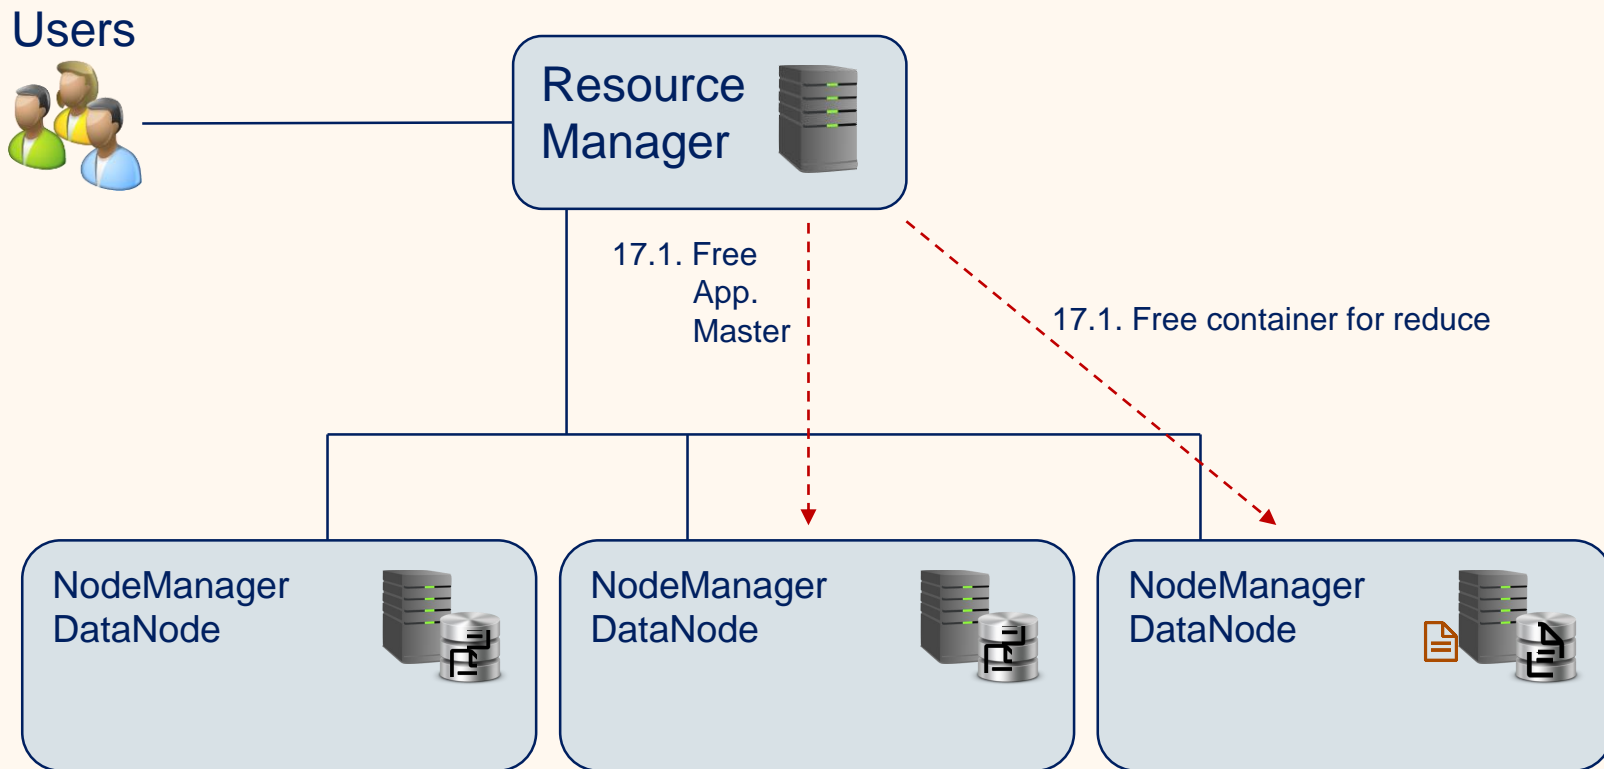 Users
Resource
Manager
17.1. Free
App.
Master
17.1. Free container for reduce
NodeManager
DataNode
NodeManager
DataNode
NodeManager
DataNode